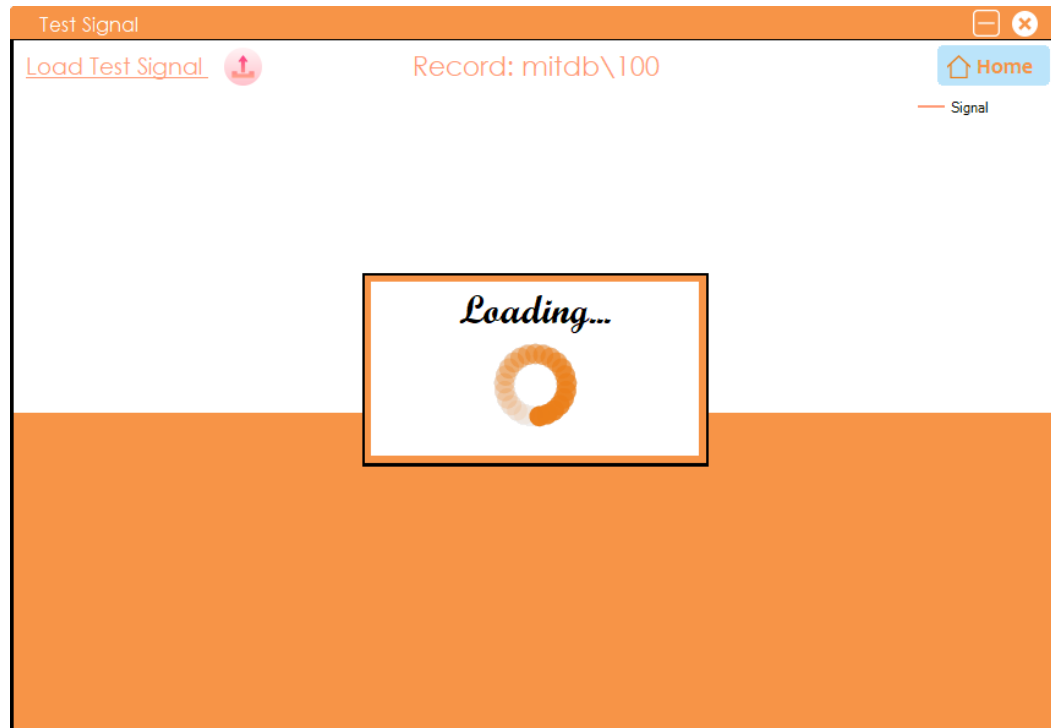 Test Signal
Load Test Signal
Record: mitdb\100
Home
Signal
Loading...